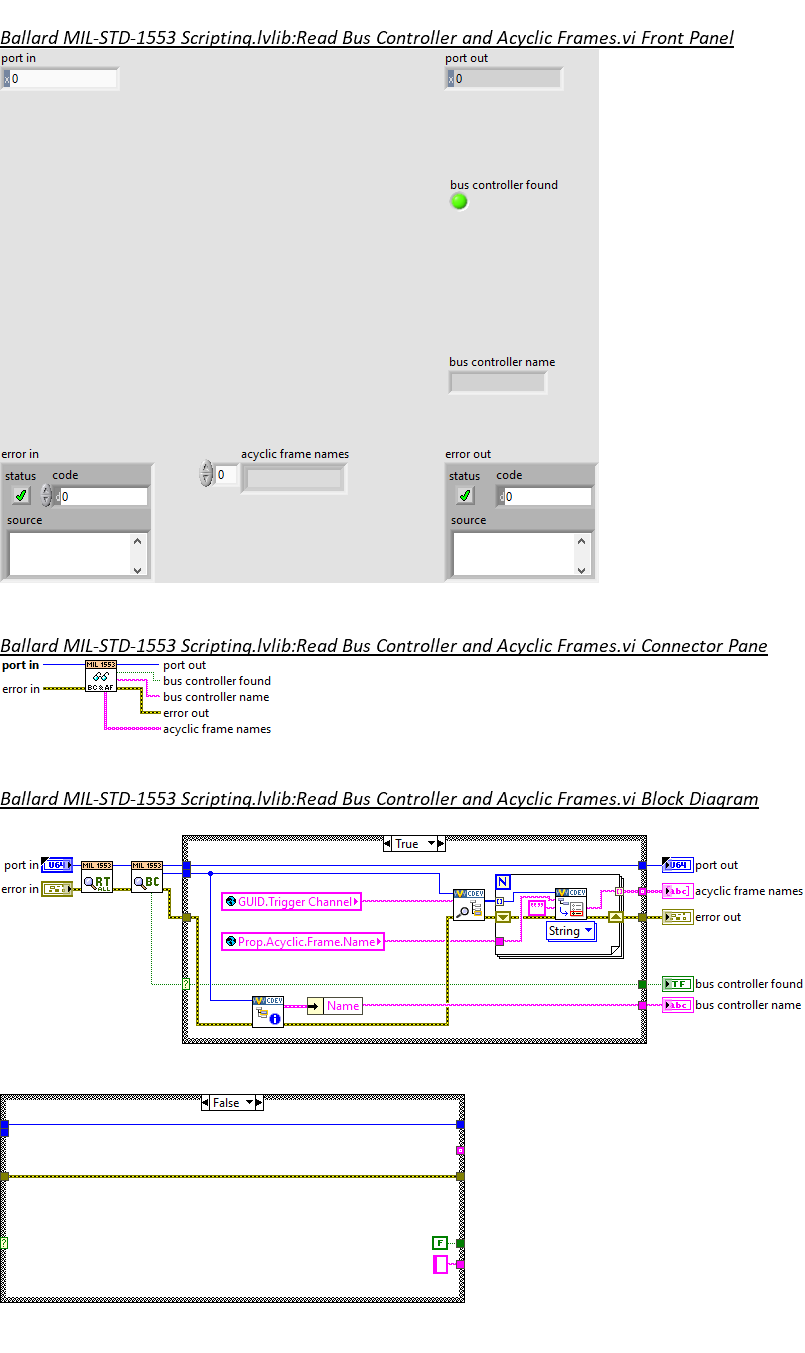 Ballard MIL-STD-1553 Scripting.lvlib:Read Bus Controller and Acyclic Frames.vi Front Panel
port in
port out
x 0
x 0
bus controller found
bus controller name
error in
acyclic frame names
error out
status
code
0
status
code
d 0
d 0
source
source
Ballard MIL-STD-1553 Scripting.lvlib:Read Bus Controller and Acyclic Frames.vi Connector Pane
port in
MIL 1553
port out
bus controller found
error in
BC & AF
bus controller name
error out
acyclic frame names
Ballard MIL-STD-1553 Scripting.lvlib:Read Bus Controller and Acyclic Frames.vi Block Diagram
True
port in
U64
MIL 1553
MIL 1553
U64
port out
error in
RT
ALL
BC
N
GUID.Trigger Channel
CDEV
CDEV
""
abc
acyclic frame names
error out
String
Prop.Acyclic.Frame.Name
?
TF
bus controller found
CDEV
Name
abc
bus controller name
i
False
?
F